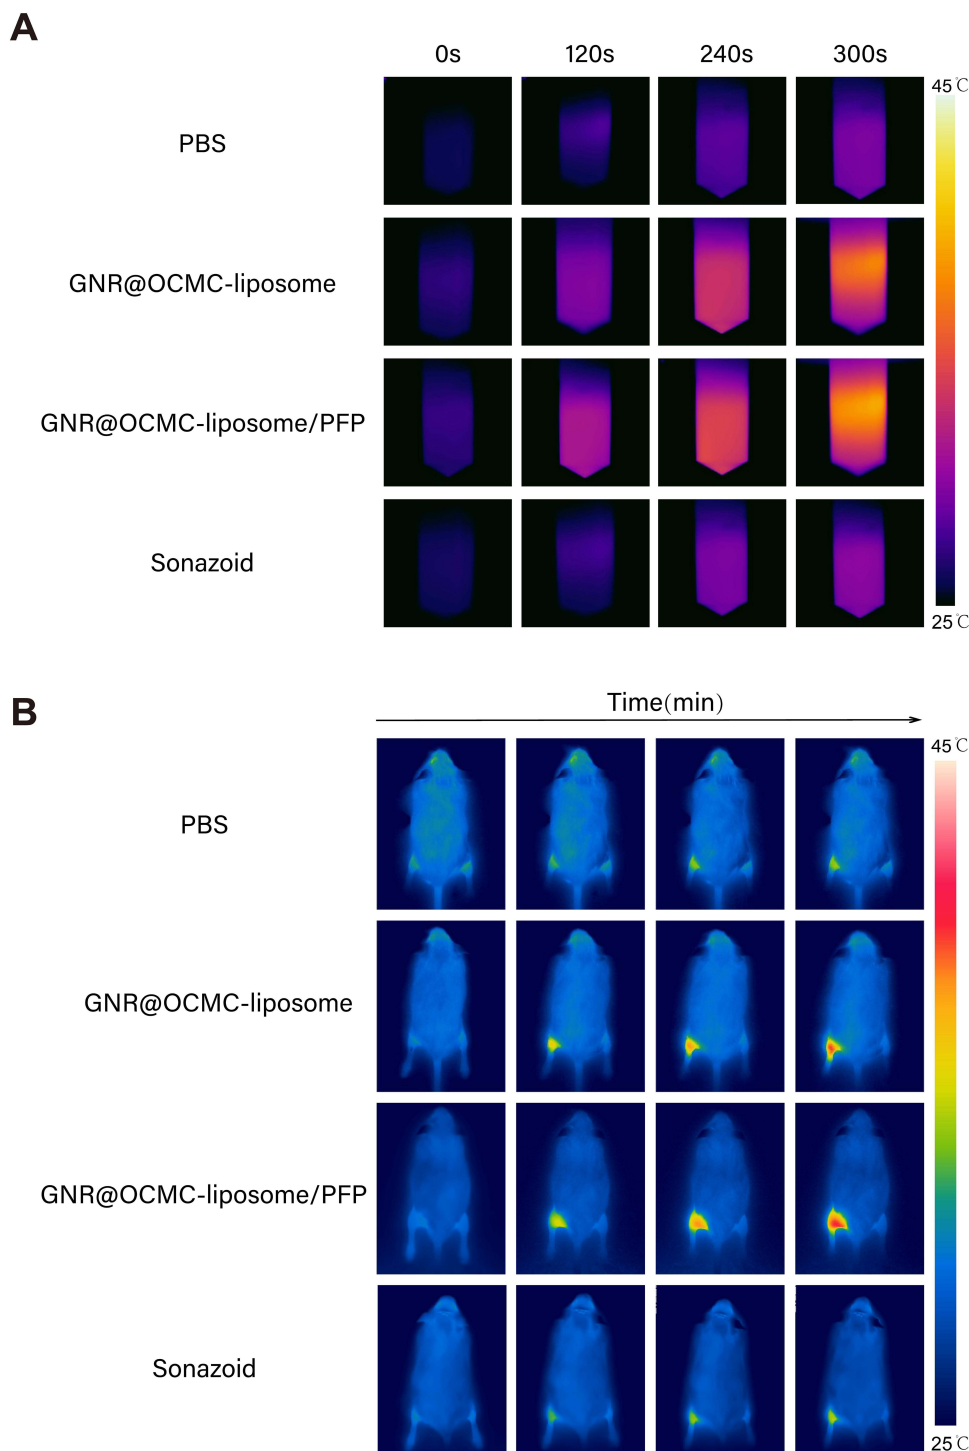 A
0s 120s 240s 300s
45℃
PBS
GNR@OCMC-liposome
GNR@OCMC-liposome/PFP
Sonazoid
25℃
B
Time(min)
45℃
PBS
GNR@OCMC-liposome
GNR@OCMC-liposome/PFP
Sonazoid
25℃